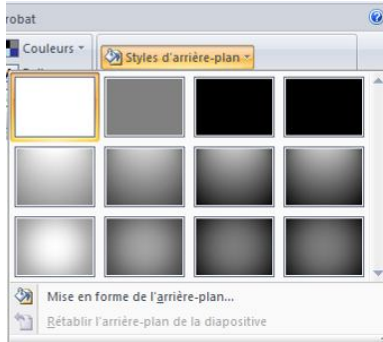 robat
Couleurs
Styles d'arrière-plan
Mise en forme de l'arrière-plan...
Rétablir l'arrière-plan de la diapositive